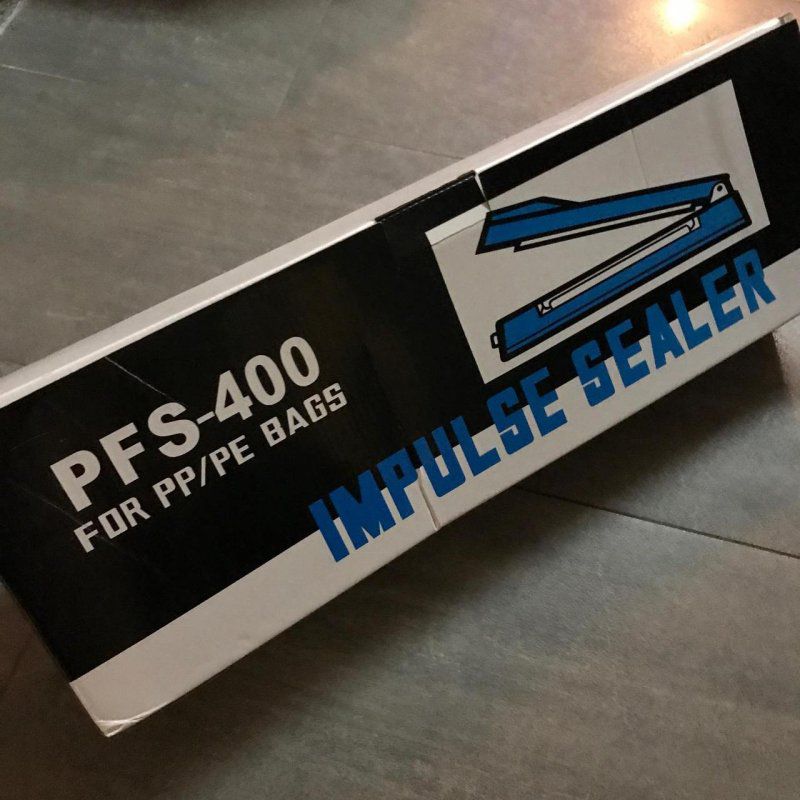 PFS-400
FOR PP/PE BAGS
IMPULSE SEALER